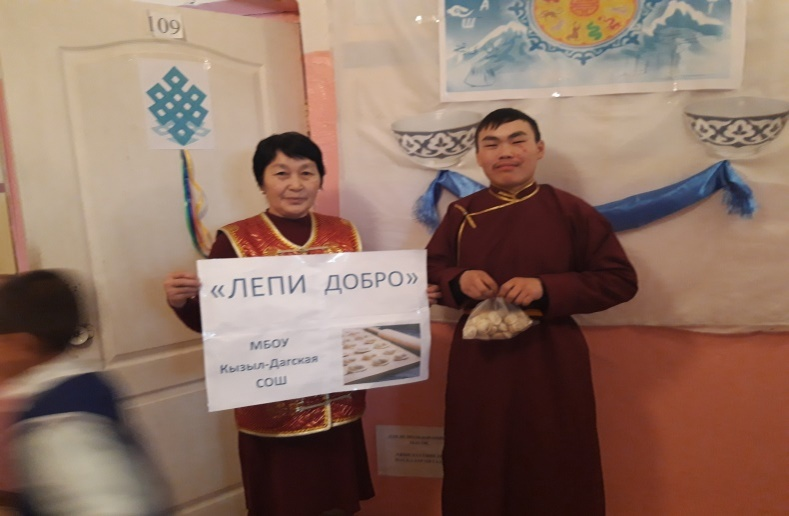 109
Ш А
«ЛЕПИ ДОБРО»
МБОУ
Кызыл-Дагская
СОШ